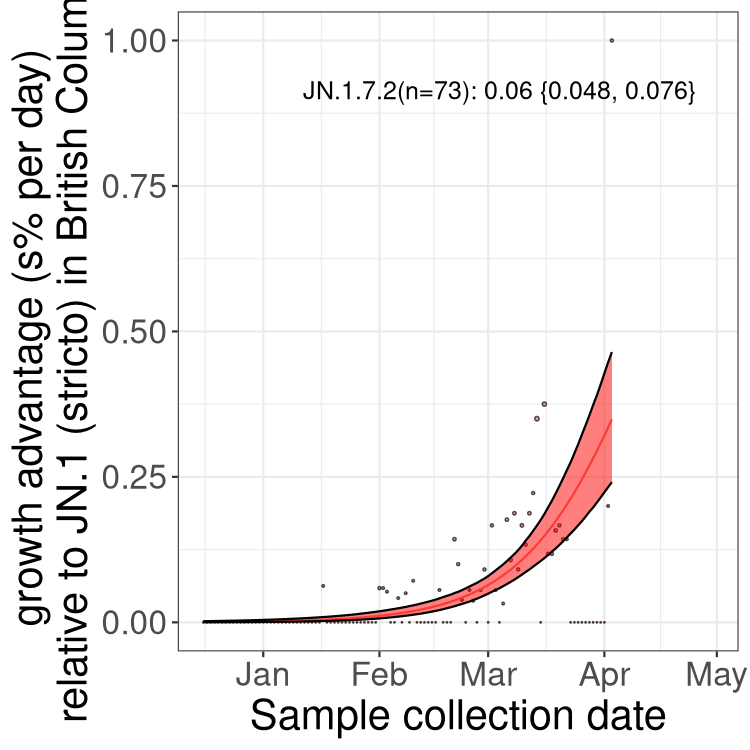 growth advantage (s% per day)
relative to JN.1 (stricto) in British Colum
1.00
0.75
0.50
0.25
0.00
JN.1.7.2(n=73): 0.06 {0.048, 0.076}
Jan Feb Mar Apr May
Sample collection date